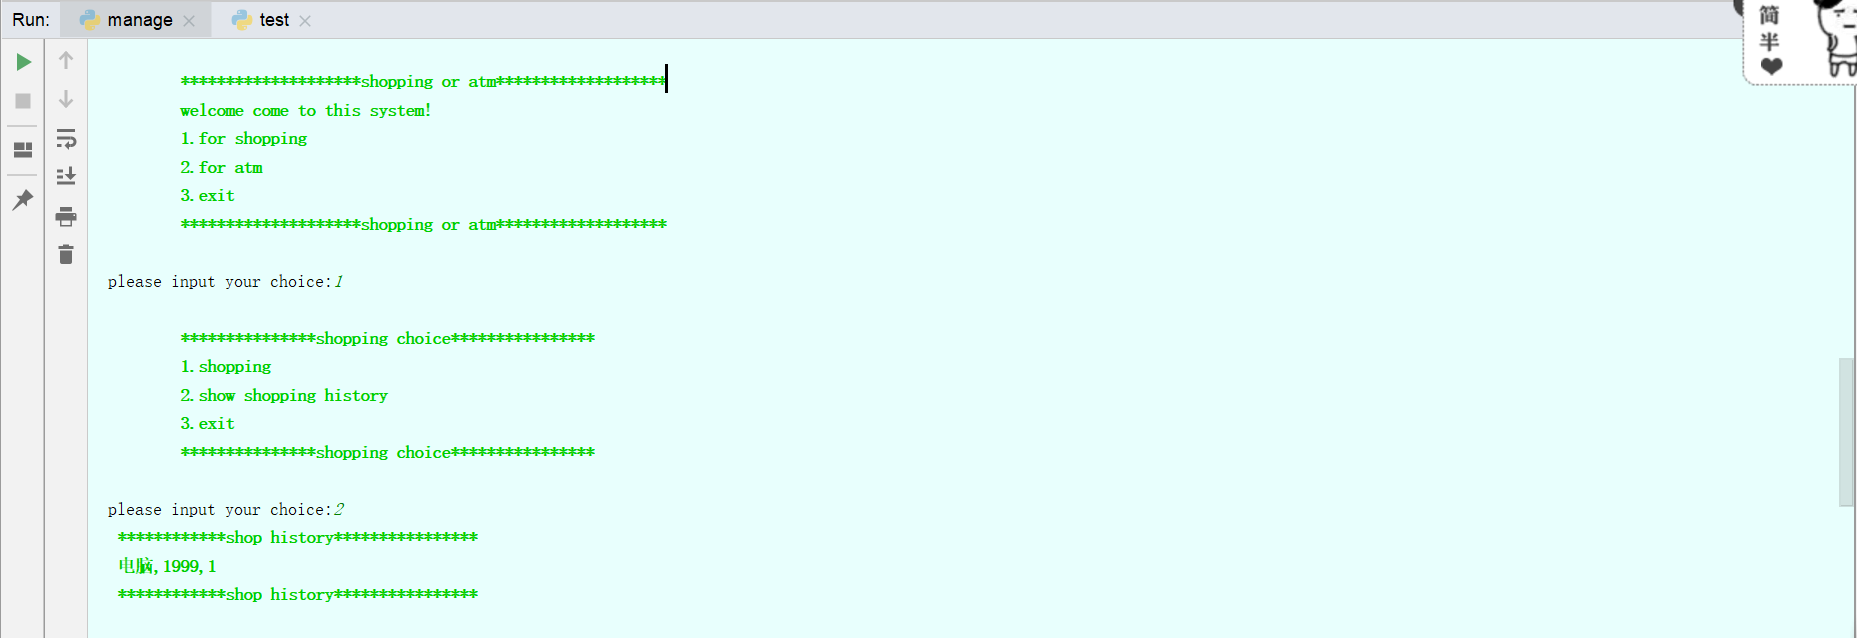 Run: manage test
********************shopping or atm*******************
welcome come to this system!
1.for shopping
2.for atm
3.exit
********************shopping or atm*******************
please input your choice:1
***************shopping choice****************
1.shopping
2.show shopping history
3.exit
***************shopping choice****************
please input your choice:2
************shop history****************
电脑,1999,1
************shop history****************
简
半